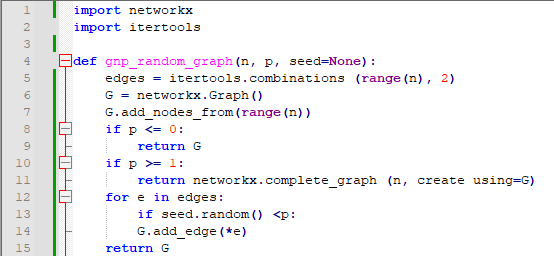 1 import networkx
2 import itertools
3
4 def gnp_random_graph(n, p, seed=None):
5     edges = itertools.combinations (range(n), 2)
6     G = networkx.Graph()
7     G.add_nodes_from(range(n))
8     if p <= 0:
9         return G
10     if p >= 1:
11         return networkx.complete_graph (n, create using=G)
12     for e in edges:
13         if seed.random() <p:
14         G.add_edge(*e)
15     return G